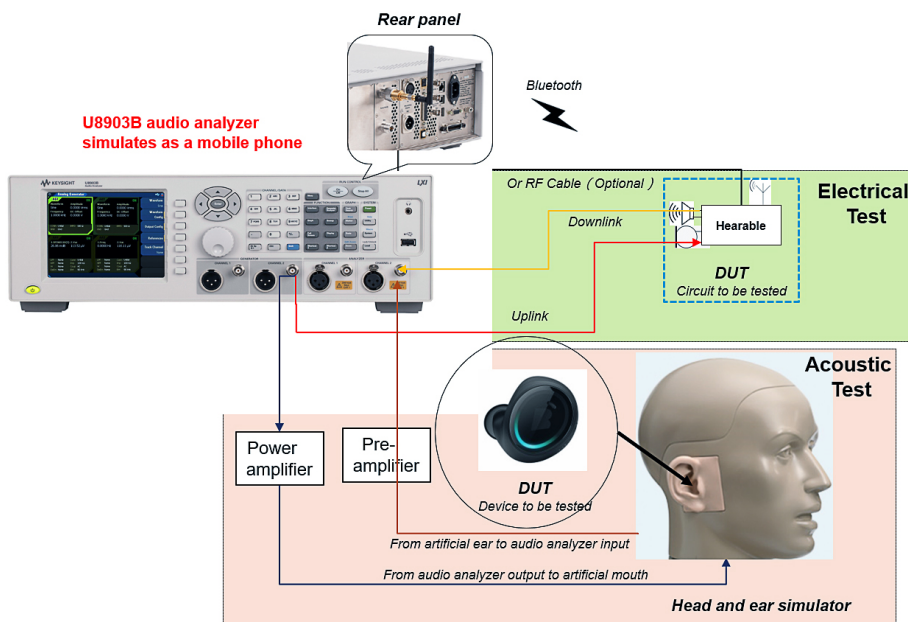 Rear panel
Bluetooth
U8903B audio analyzer
simulates as a mobile phone
KEYSIGHT
LXI
Or RF Cable ( Optional )
Electrical
Test
Downlink
Hearable
DUT
Circuit to be tested
Uplink
Acoustic
Test
Power
amplifier
Pre-
amplifier
DUT
Device to be tested
From artificial ear to audio analyzer input
From audio analyzer output to artificial mouth
Head and ear simulator